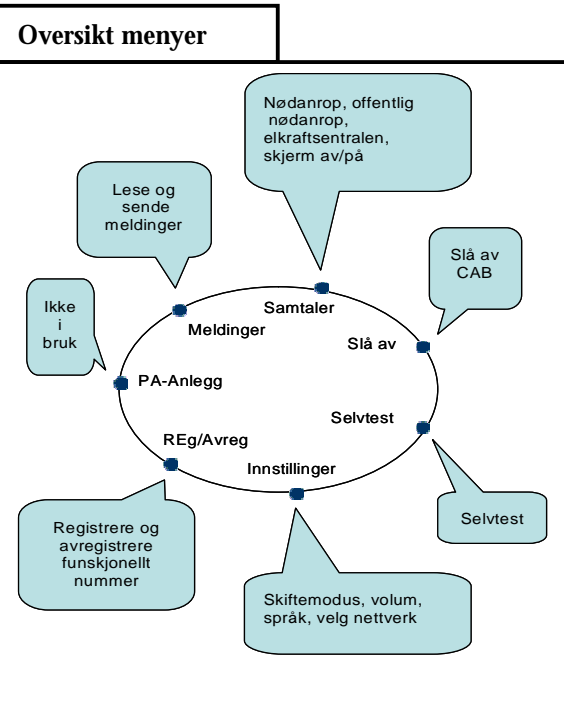 Oversikt menyer
Nødanrop, offentlig
nødanrop,
elkraftsentralen,
skjerm av/på
Lese og
sende
meldinger
Slå av
CAB
Ikke
i
bruk
Samtaler
Meldinger
Slå av
PA-Anlegg
Selvtest
REg/Avreg
Innstillinger
Selvtest
Registrere og
avregistrere
funskjonellt
nummer
Skiftemodus, volum,
språk, velg nettverk